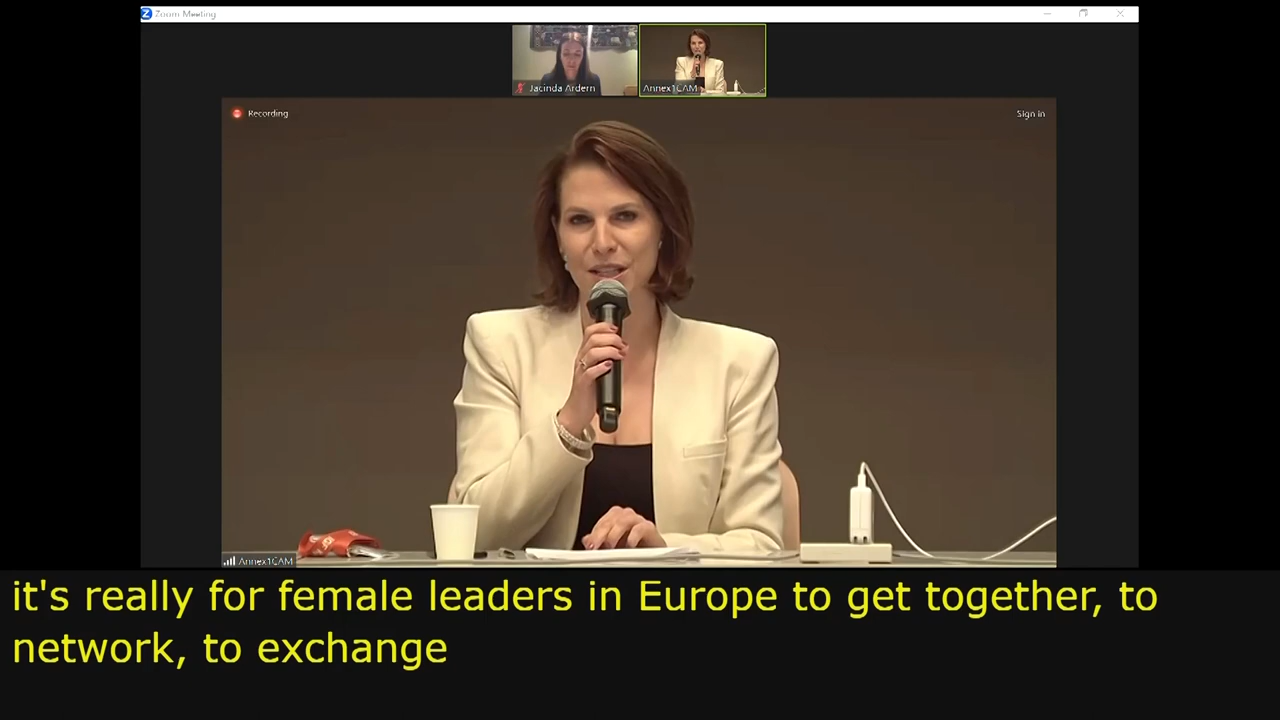 Zoom Meeting
Jacinda Ardern
Annex1CAM
Recording
Sign in
Annex1CAM
it's really for female leaders in Europe to get together, to
network, to exchange